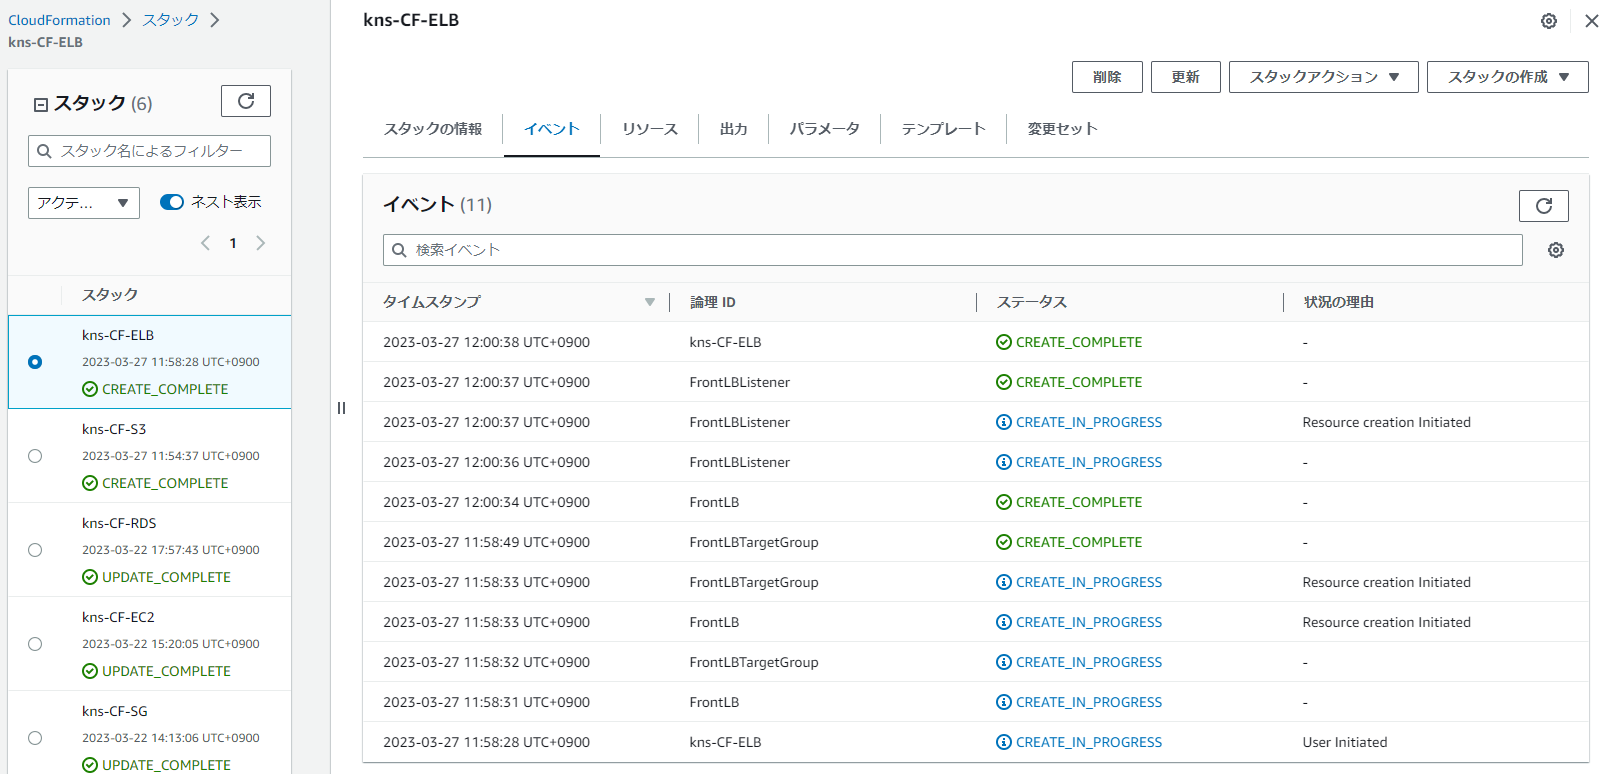 CloudFormation
スタック
kns-CF-ELB
スタック (6)
スタック名によるフィルター
アクテ...
ネスト表示
1
スタック
kns-CF-ELB
2023-03-27 11:58:28 UTC+0900
CREATE_COMPLETE
kns-CF-S3
2023-03-27 11:54:37 UTC+0900
CREATE_COMPLETE
kns-CF-RDS
2023-03-22 17:57:43 UTC+0900
UPDATE_COMPLETE
kns-CF-EC2
2023-03-22 15:20:05 UTC+0900
UPDATE_COMPLETE
kns-CF-SG
2023-03-22 14:13:06 UTC+0900
UPDATE_COMPLETE
kns-CF-ELB
削除 更新 スタックアクション スタックの作成
スタックの情報 イベント リソース 出力 パラメータ テンプレート 変更セット
イベント (11)
検索イベント
タイムスタンプ 論理 ID ステータス 状況の理由
2023-03-27 12:00:38 UTC+0900 kns-CF-ELB CREATE_COMPLETE -
2023-03-27 12:00:37 UTC+0900 FrontLBListener CREATE_COMPLETE -
2023-03-27 12:00:37 UTC+0900 FrontLBListener CREATE_IN_PROGRESS Resource creation Initiated
2023-03-27 12:00:36 UTC+0900 FrontLBListener CREATE_IN_PROGRESS -
2023-03-27 12:00:34 UTC+0900 FrontLB CREATE_COMPLETE -
2023-03-27 11:58:49 UTC+0900 FrontLBTargetGroup CREATE_COMPLETE -
2023-03-27 11:58:33 UTC+0900 FrontLBTargetGroup CREATE_IN_PROGRESS Resource creation Initiated
2023-03-27 11:58:33 UTC+0900 FrontLB CREATE_IN_PROGRESS Resource creation Initiated
2023-03-27 11:58:32 UTC+0900 FrontLBTargetGroup CREATE_IN_PROGRESS -
2023-03-27 11:58:31 UTC+0900 FrontLB CREATE_IN_PROGRESS -
2023-03-27 11:58:28 UTC+0900 kns-CF-ELB CREATE_IN_PROGRESS User Initiated